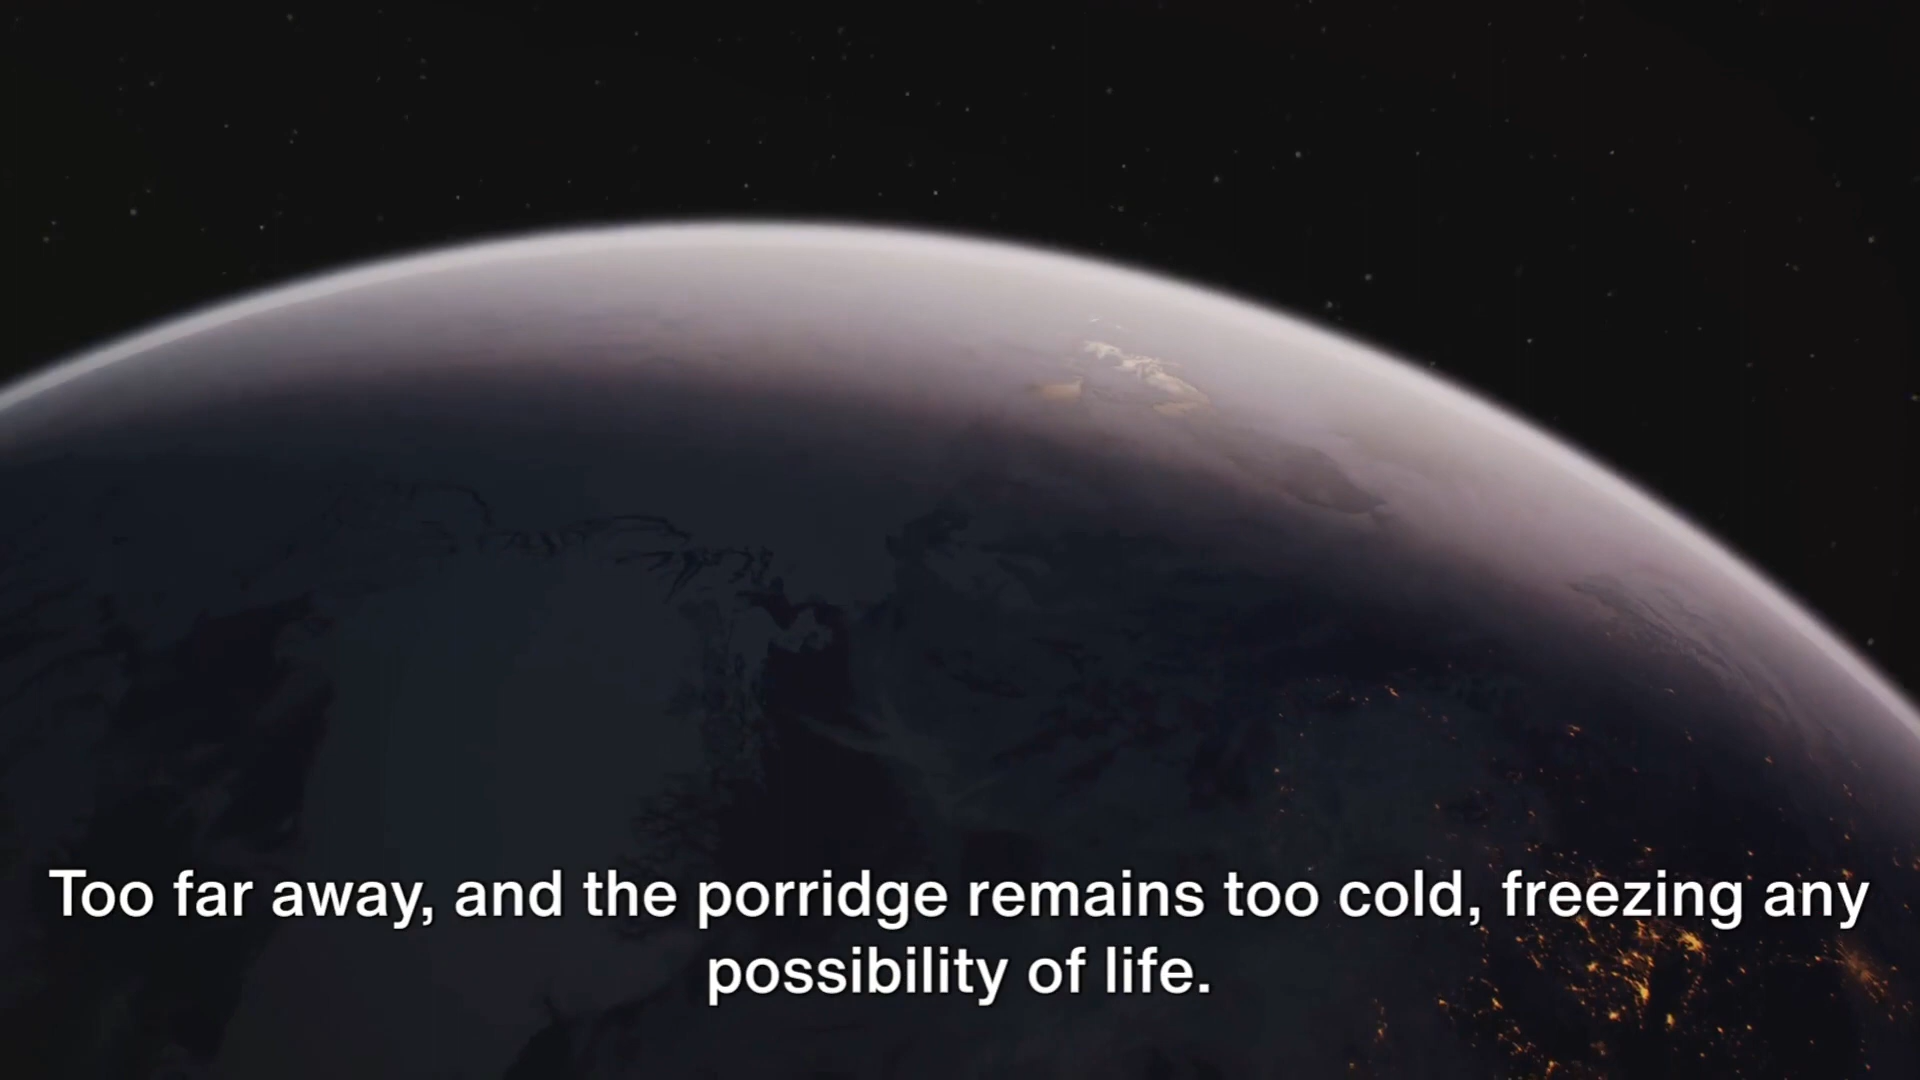 Too far away, and the porridge remains too cold, freezing any
possibility of life.